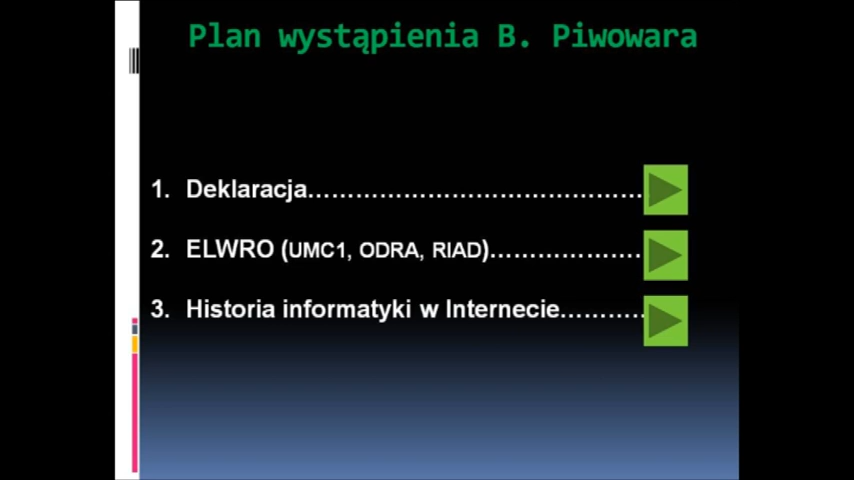 Plan wystąpienia B. Piwowara
1. Deklaracja……………………………………
2. ELWRO (UMC1, ODRA, RIAD)……………….…
3. Historia informatyki w Internecie………..